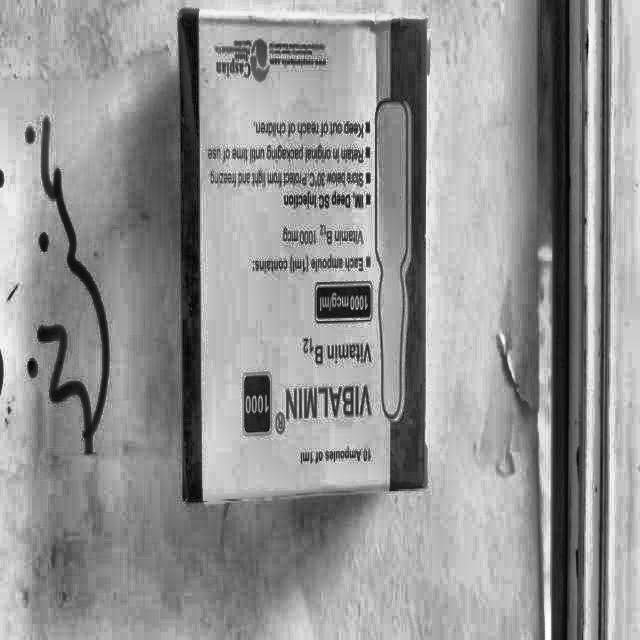 10 Ampoules of 1ml
VIBALMIN® 1000
Vitamin B12
1000 mcg/ml
■ Each Ampoule (1ml) contains:
Vitamin B12 1000 mcg
■ IM, Deep SC Injection
■ Store below 30°C, Protect from light and freezing
■ Retain original packaging until time of use
■ Keep out of reach of children.
Caspian